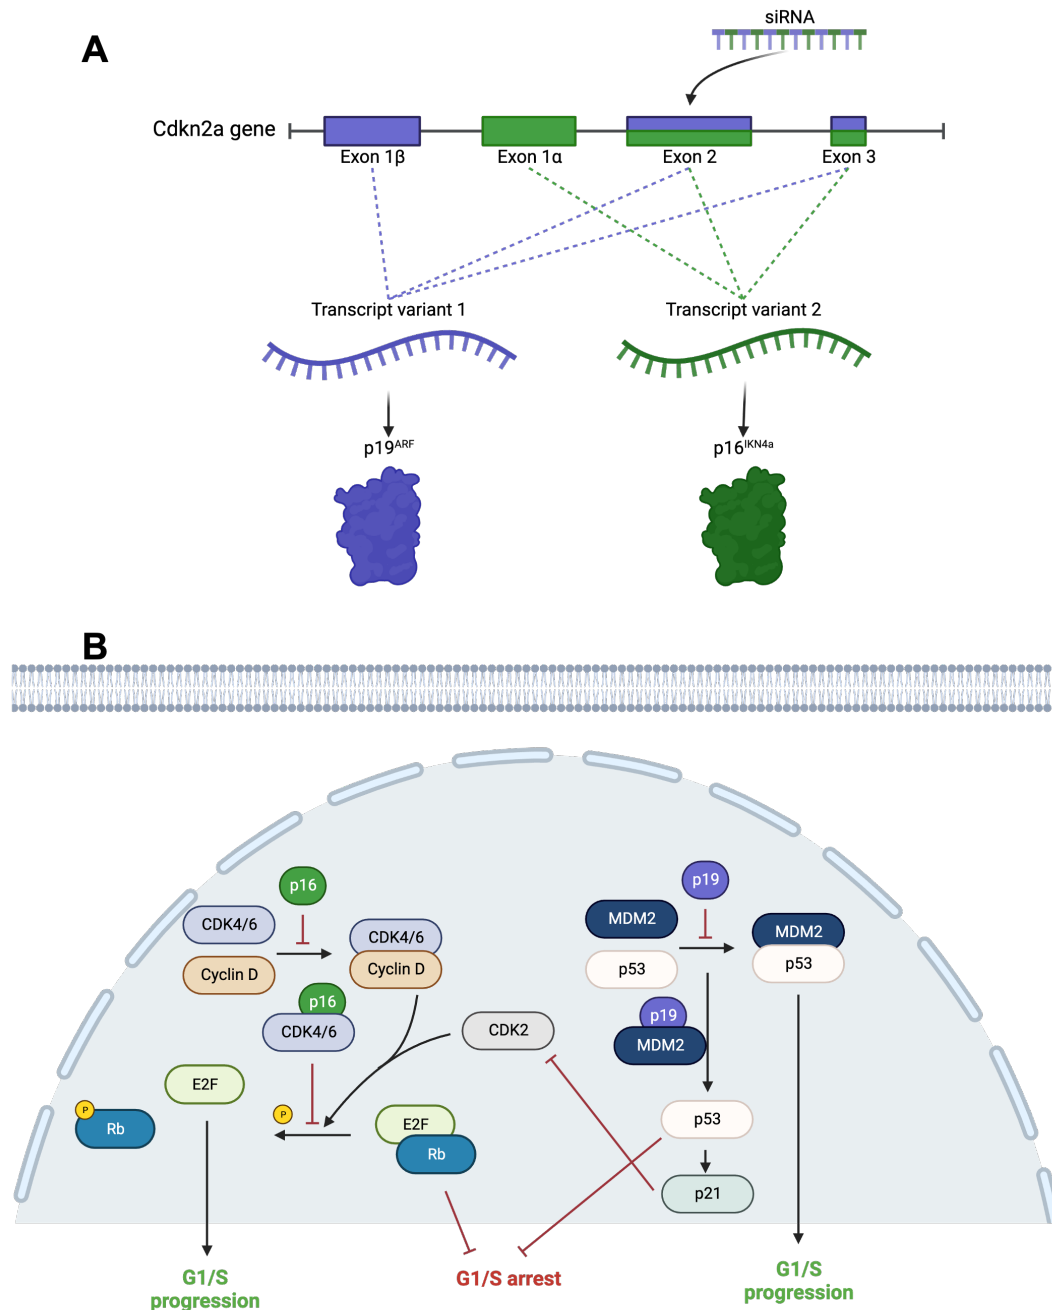 A
siRNA
Cdkn2a gene
Exon 1β
Exon 1α
Exon 2
Exon 3
Transcript variant 1
Transcript variant 2
p19ARF
p16IKN4a
B
p16
p19
CDK4/6
Cyclin D
CDK4/6
Cyclin D
MDM2
p53
MDM2
p53
p16
CDK4/6
CDK2
p19
MDM2
E2F
P
Rb
P
E2F
Rb
p53
p21
G1/S
progression
G1/S arrest
G1/S
progression